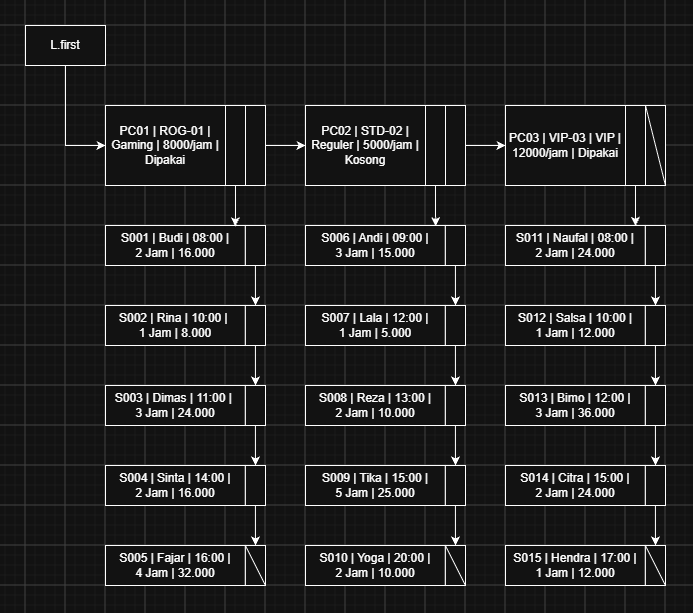 L.first
PC01 | ROG-01 |
Gaming | 8000/jam |
Dipakai
PC02 | STD-02 |
Reguler | 5000/jam |
Kosong
PC03 | VIP-03 | VIP |
12000/jam | Dipakai
S001 | Budi | 08:00 |
2 Jam | 16.000
S006 | Andi | 09:00 |
3 Jam | 15.000
S011 | Naufal | 08:00 |
2 Jam | 24.000
S002 | Rina | 10:00 |
1 Jam | 8.000
S007 | Lala | 12:00 |
1 Jam | 5.000
S012 | Salsa | 10:00 |
1 Jam | 12.000
S003 | Dimas | 11:00 |
3 Jam | 24.000
S008 | Reza | 13:00 |
2 Jam | 10.000
S013 | Bimo | 12:00 |
3 Jam | 36.000
S004 | Sinta | 14:00 |
2 Jam | 16.000
S009 | Tika | 15:00 |
5 Jam | 25.000
S014 | Citra | 15:00 |
2 Jam | 24.000
S005 | Fajar | 16:00 |
4 Jam | 32.000
S010 | Yoga | 20:00 |
2 Jam | 10.000
S015 | Hendra | 17:00 |
1 Jam | 12.000